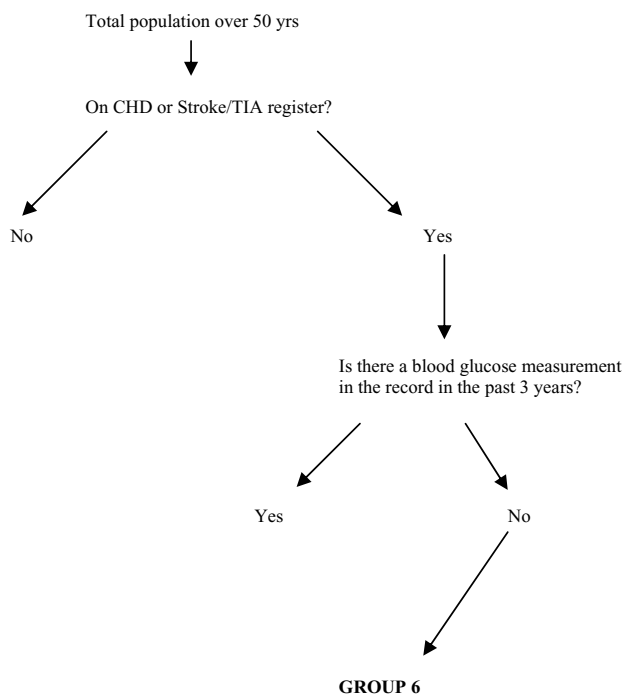 Total population over 50 yrs
On CHD or Stroke/TIA register?
No
Yes
Is there a blood glucose measurement
in the record in the past 3 years?
Yes
No
GROUP 6